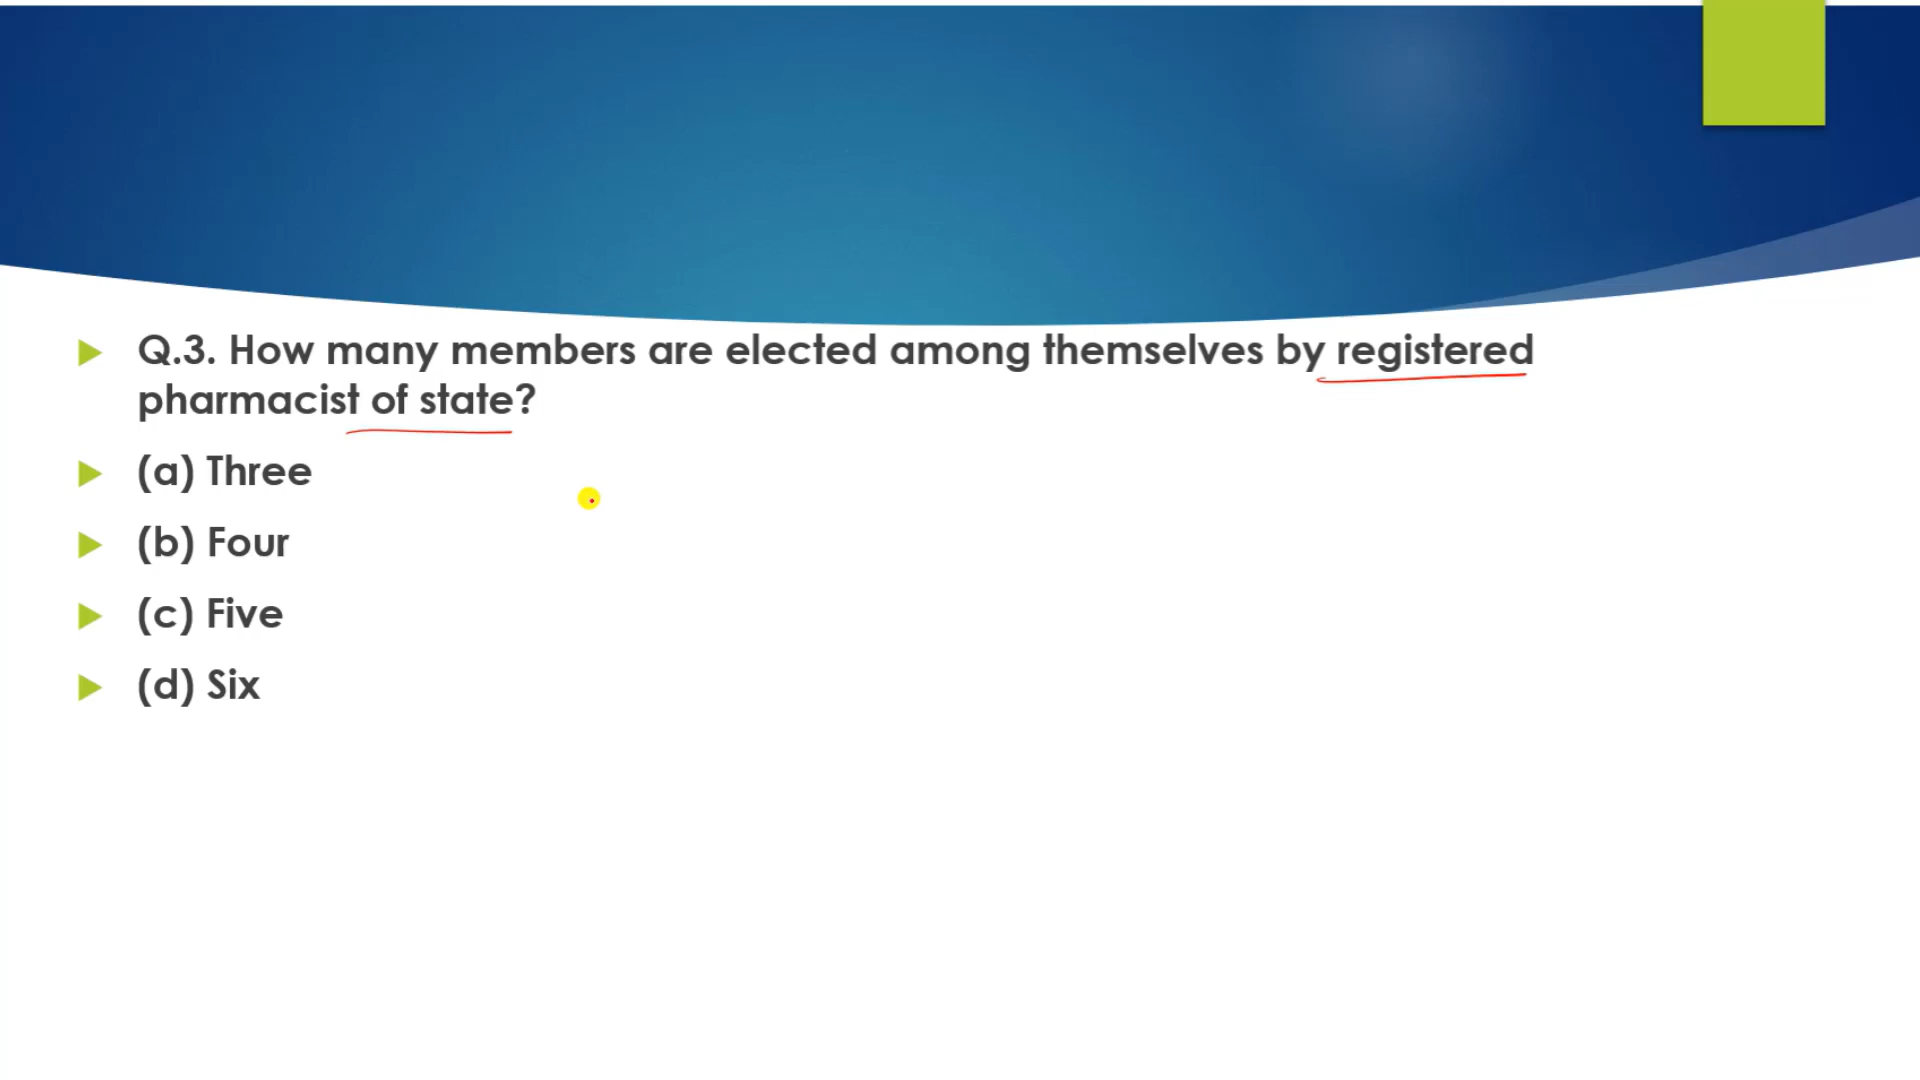 Q.3. How many members are elected among themselves by registered
pharmacist of state?
(a) Three
(b) Four
(c) Five
(d) Six